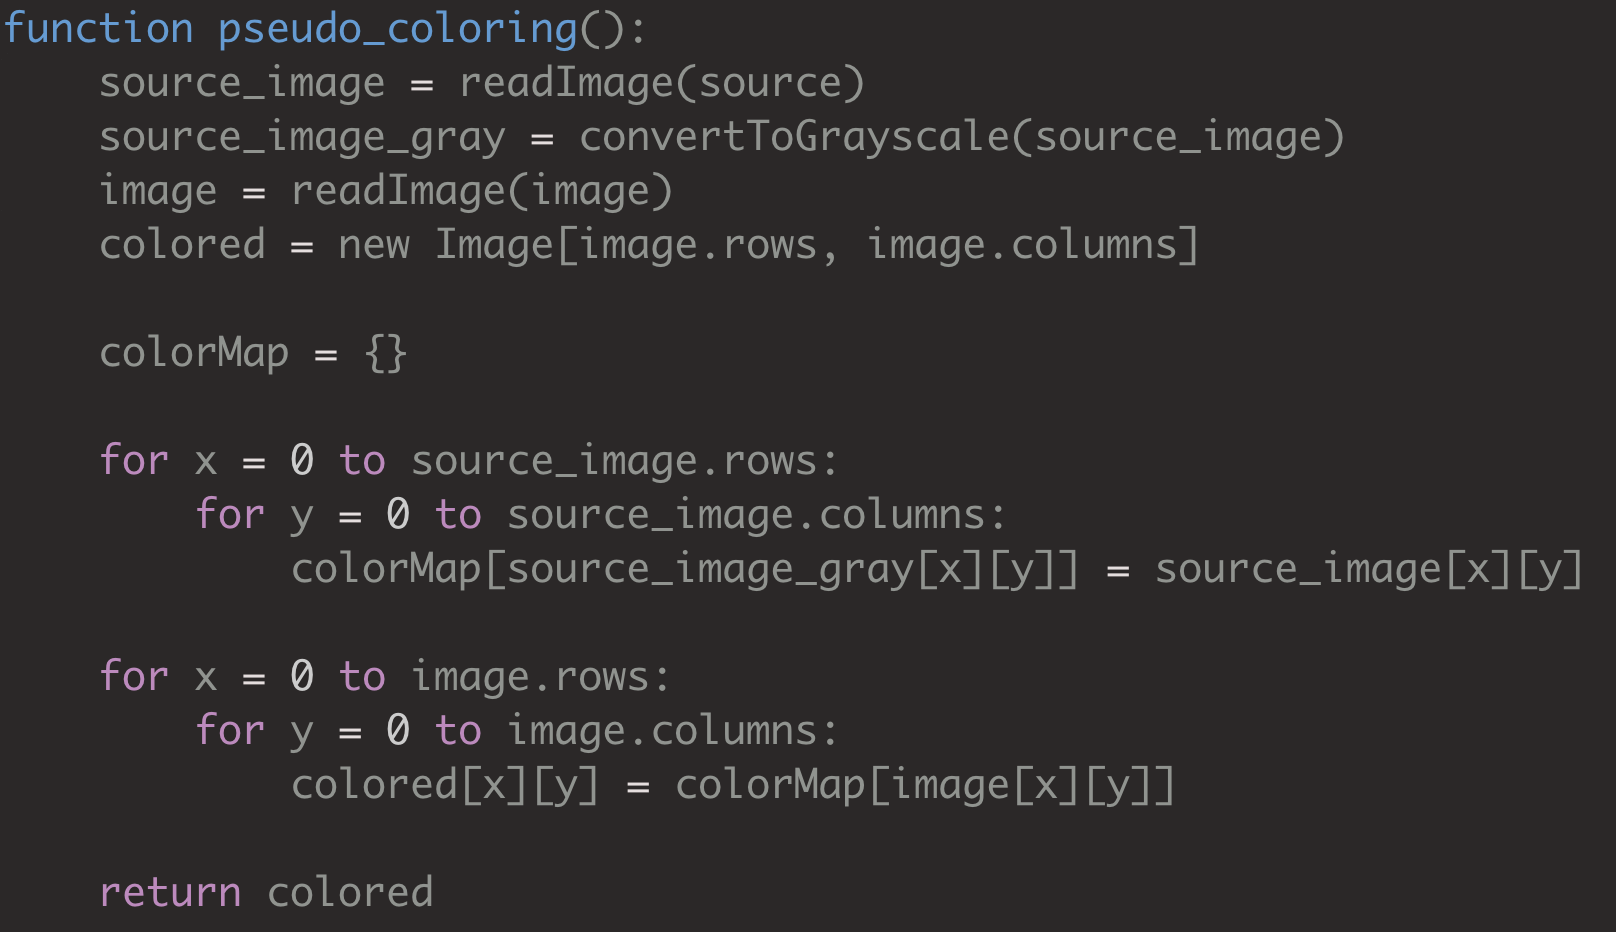 function pseudo_coloring():
    source_image = readImage(source)
    source_image_gray = convertToGrayscale(source_image)
    image = readImage(image)
    colored = new Image[image.rows, image.columns]

    colorMap = {}

    for x = 0 to source_image.rows:
        for y = 0 to source_image.columns:
            colorMap[source_image_gray[x][y]] = source_image[x][y]

    for x = 0 to image.rows:
        for y = 0 to image.columns:
            colored[x][y] = colorMap[image[x][y]]

    return colored